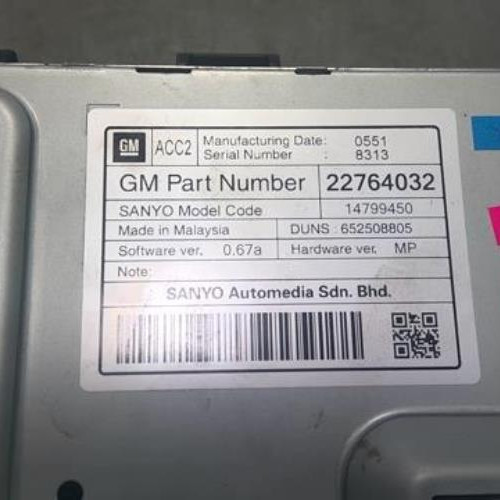 GM ACC2 Manufacturing Date: 0551
Serial Number : 8313
GM Part Number 22764032
SANYO Model Code 14799450
Made in Malaysia DUNS : 652508805
Software ver. 0.67a Hardware ver. MP
Note:
SANYO Automedia Sdn. Bhd.